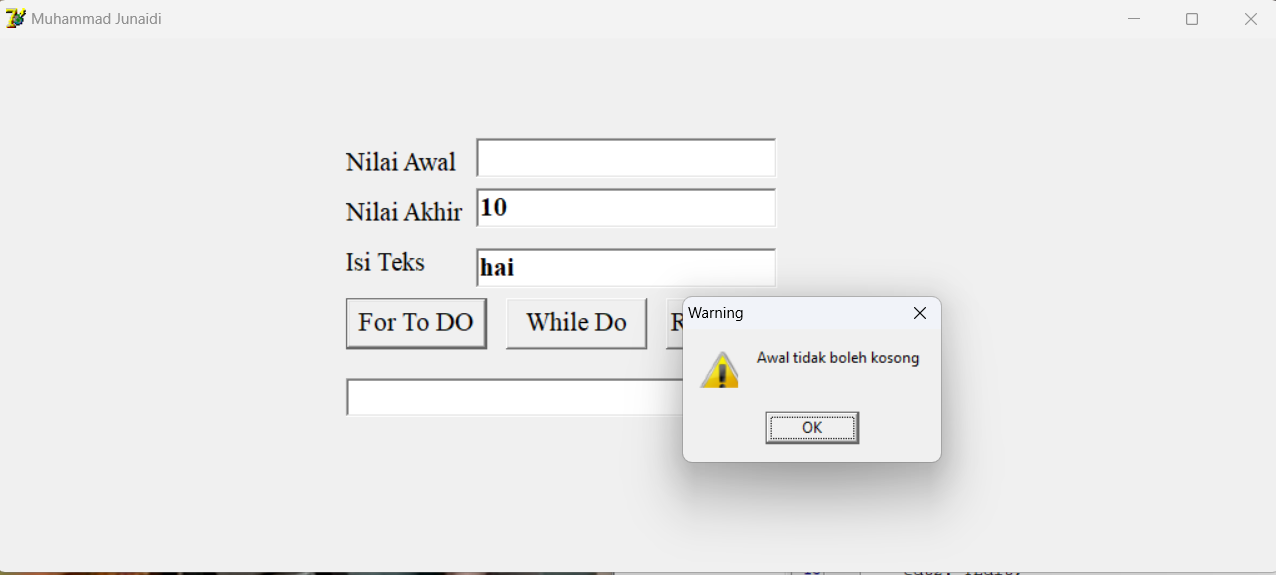 Muhammad Junaidi
Nilai Awal
Nilai Akhir 10
Isi Teks hai
For To DO While Do R
Warning
Awal tidak boleh kosong
OK